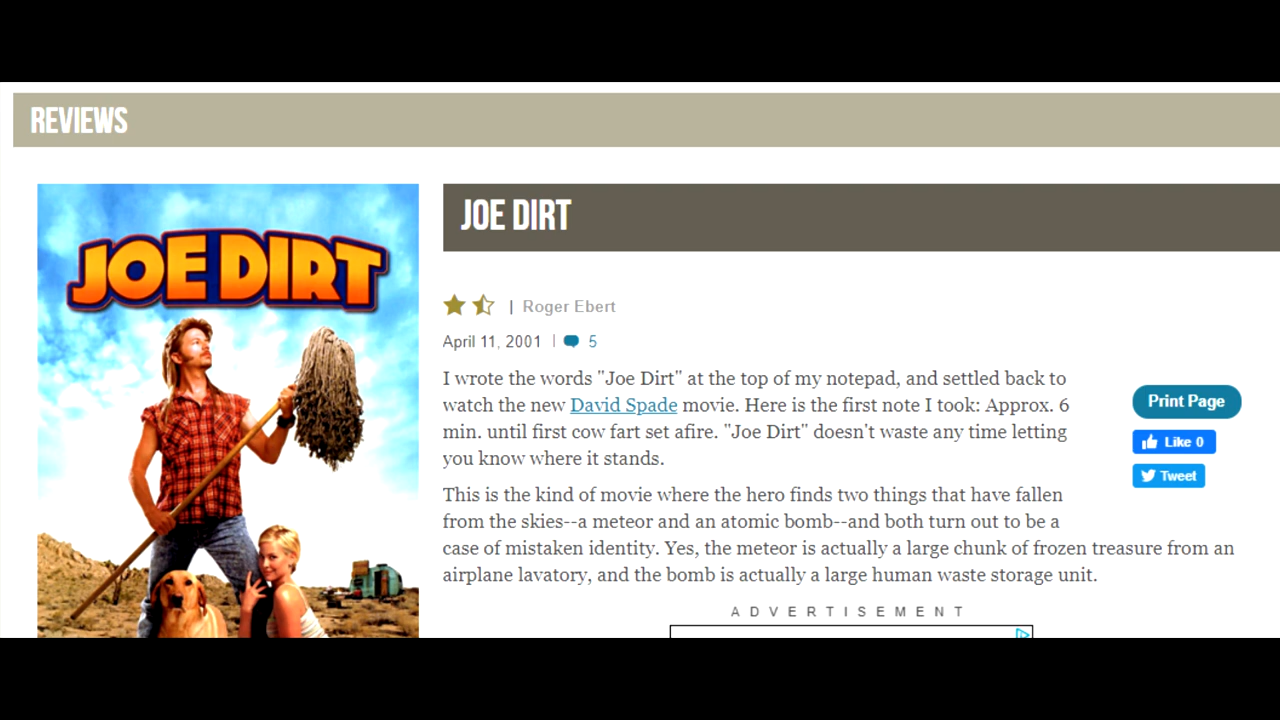 REVIEWS
JOE DIRT
JOE DIRT
| Roger Ebert
April 11, 2001 | 5
I wrote the words "Joe Dirt" at the top of my notepad, and settled back to
watch the new David Spade movie. Here is the first note I took: Approx. 6
min. until first cow fart set afire. "Joe Dirt" doesn't waste any time letting
you know where it stands.
Print Page
Like 0
Tweet
This is the kind of movie where the hero finds two things that have fallen
from the skies--a meteor and an atomic bomb--and both turn out to be a
case of mistaken identity. Yes, the meteor is actually a large chunk of frozen treasure from an
airplane lavatory, and the bomb is actually a large human waste storage unit.
ADVERTISEMENT